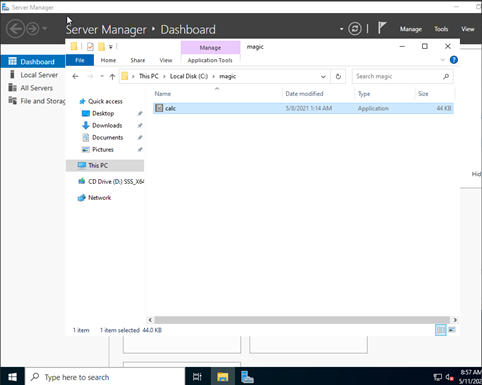 Server Manager
Server Manager • Dashboard
Manage Tools View
Dashboard
Local Server
All Servers
File and Storag
Manage magic
File Home Share View Application Tools
This PC > Local Disk (C:) > magic
Search magic
Name Date modified Type Size
calc 5/8/2021 1:14 AM Application 44 KB
Quick access
Desktop
Downloads
Documents
Pictures
This PC
CD Drive (D:) SSS_X64
Network
Hid
1 item 1 item selected 44.0 KB
Type here to search
8:57 AM
5/11/202